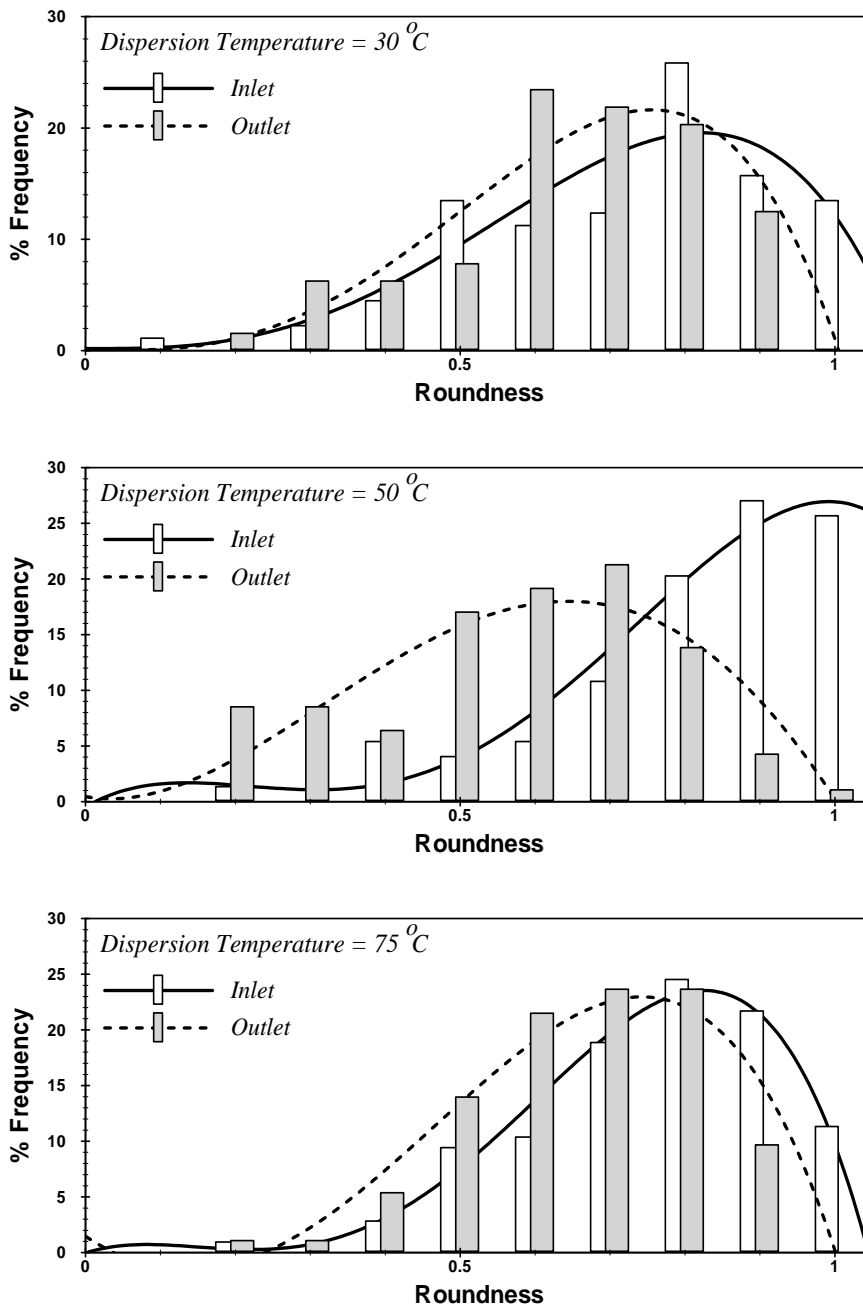 30
20
10
0
% Frequency
Dispersion Temperature = 30 °C
Inlet
Outlet
0 0.5 1
Roundness
30
25
20
15
10
5
0
% Frequency
Dispersion Temperature = 50 °C
Inlet
Outlet
0 0.5 1
Roundness
30
25
20
15
10
5
0
% Frequency
Dispersion Temperature = 75 °C
Inlet
Outlet
0 0.5 1
Roundness